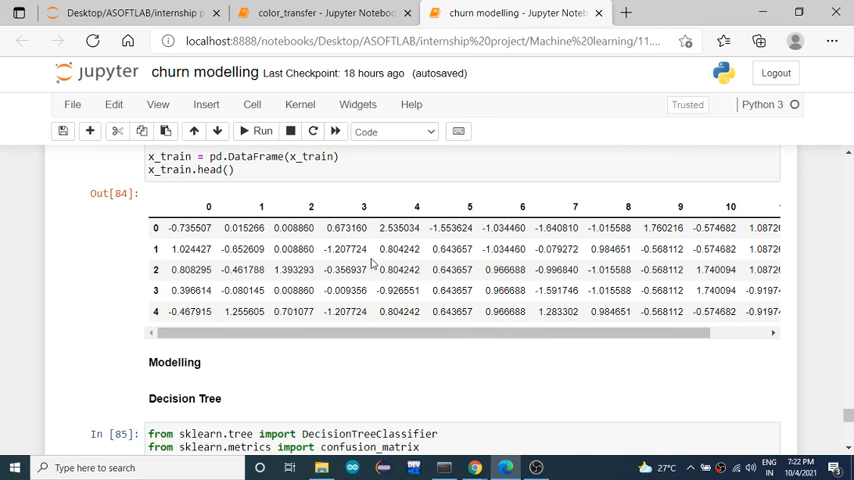 Desktop/ASOFTLAB/internship p
color_transfer - Jupyter Noteboo
churn modelling - Jupyter Noteb
localhost:8888/notebooks/Desktop/ASOFTLAB/internship%20project/Machine%20learning/11....
jupyter churn modelling Last Checkpoint: 18 hours ago (autosaved)
Logout
File Edit View Insert Cell Kernel Widgets Help
Trusted Python 3
Run Code
x_train = pd.DataFrame(x_train)
x_train.head()
Out[84]:
0 1 2 3 4 5 6 7 8 9 10
0 -0.735507 0.015266 0.008860 0.673160 2.535034 -1.553624 -1.034460 -1.640810 -1.015588 1.760216 -0.574682 1.08726
1 1.024427 -0.652609 0.008860 -1.207724 0.804242 0.643657 -1.034460 -0.079272 0.984651 -0.568112 -0.574682 1.08726
2 0.808295 -0.461788 1.393293 -0.356937 0.804242 0.643657 0.966688 -0.996840 -1.015588 -0.568112 1.740094 1.08726
3 0.396614 -0.080145 0.008860 -0.009356 -0.926551 0.643657 0.966688 -1.591746 -1.015588 -0.568112 1.740094 -0.91974
4 -0.467915 1.255605 0.701077 -1.207724 0.804242 0.643657 0.966688 1.283302 0.984651 -0.568112 -0.574682 -0.91974
Modelling
Decision Tree
In [85]:
from sklearn.tree import DecisionTreeClassifier
from sklearn.metrics import confusion_matrix
Type here to search
27°C
ENG
IN
7:22 PM
10/4/2021